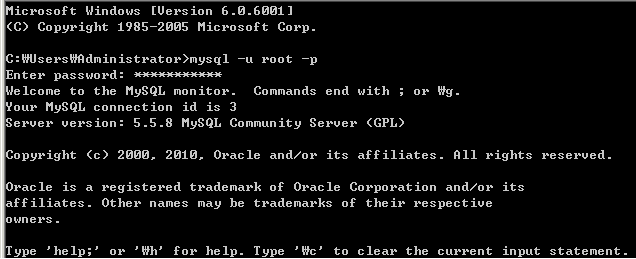 Microsoft Windows [Version 6.0.6001]
(C) Copyright 1985-2005 Microsoft Corp.
C:₩Users₩Administrator>mysql -u root -p
Enter password: ***********
Welcome to the MySQL monitor.  Commands end with ; or ₩g.
Your MySQL connection id is 3
Server version: 5.5.8 MySQL Community Server (GPL)
Copyright (c) 2000, 2010, Oracle and/or its affiliates. All rights reserved.
Oracle is a registered trademark of Oracle Corporation and/or its
affiliates. Other names may be trademarks of their respective
owners.
Type 'help;' or '₩h' for help. Type '₩c' to clear the current input statement.